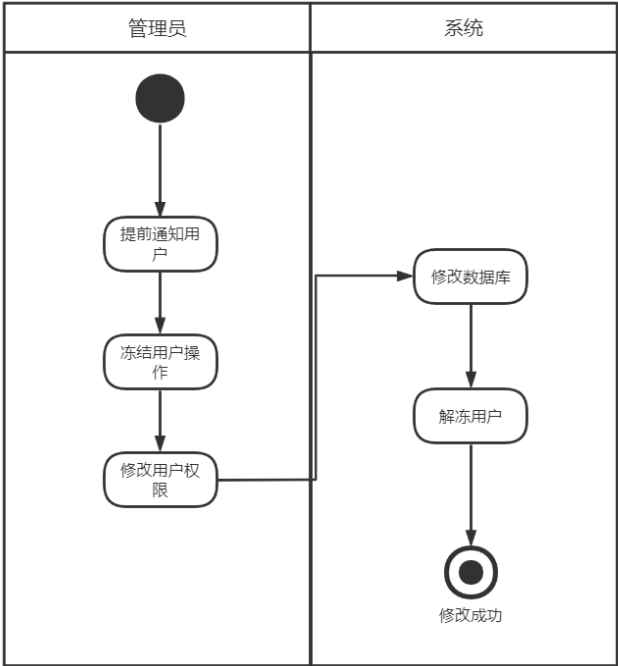 管理员
系统
提前通知用
户
冻结用户操
作
修改用户权
限
修改数据库
解冻用户
修改成功